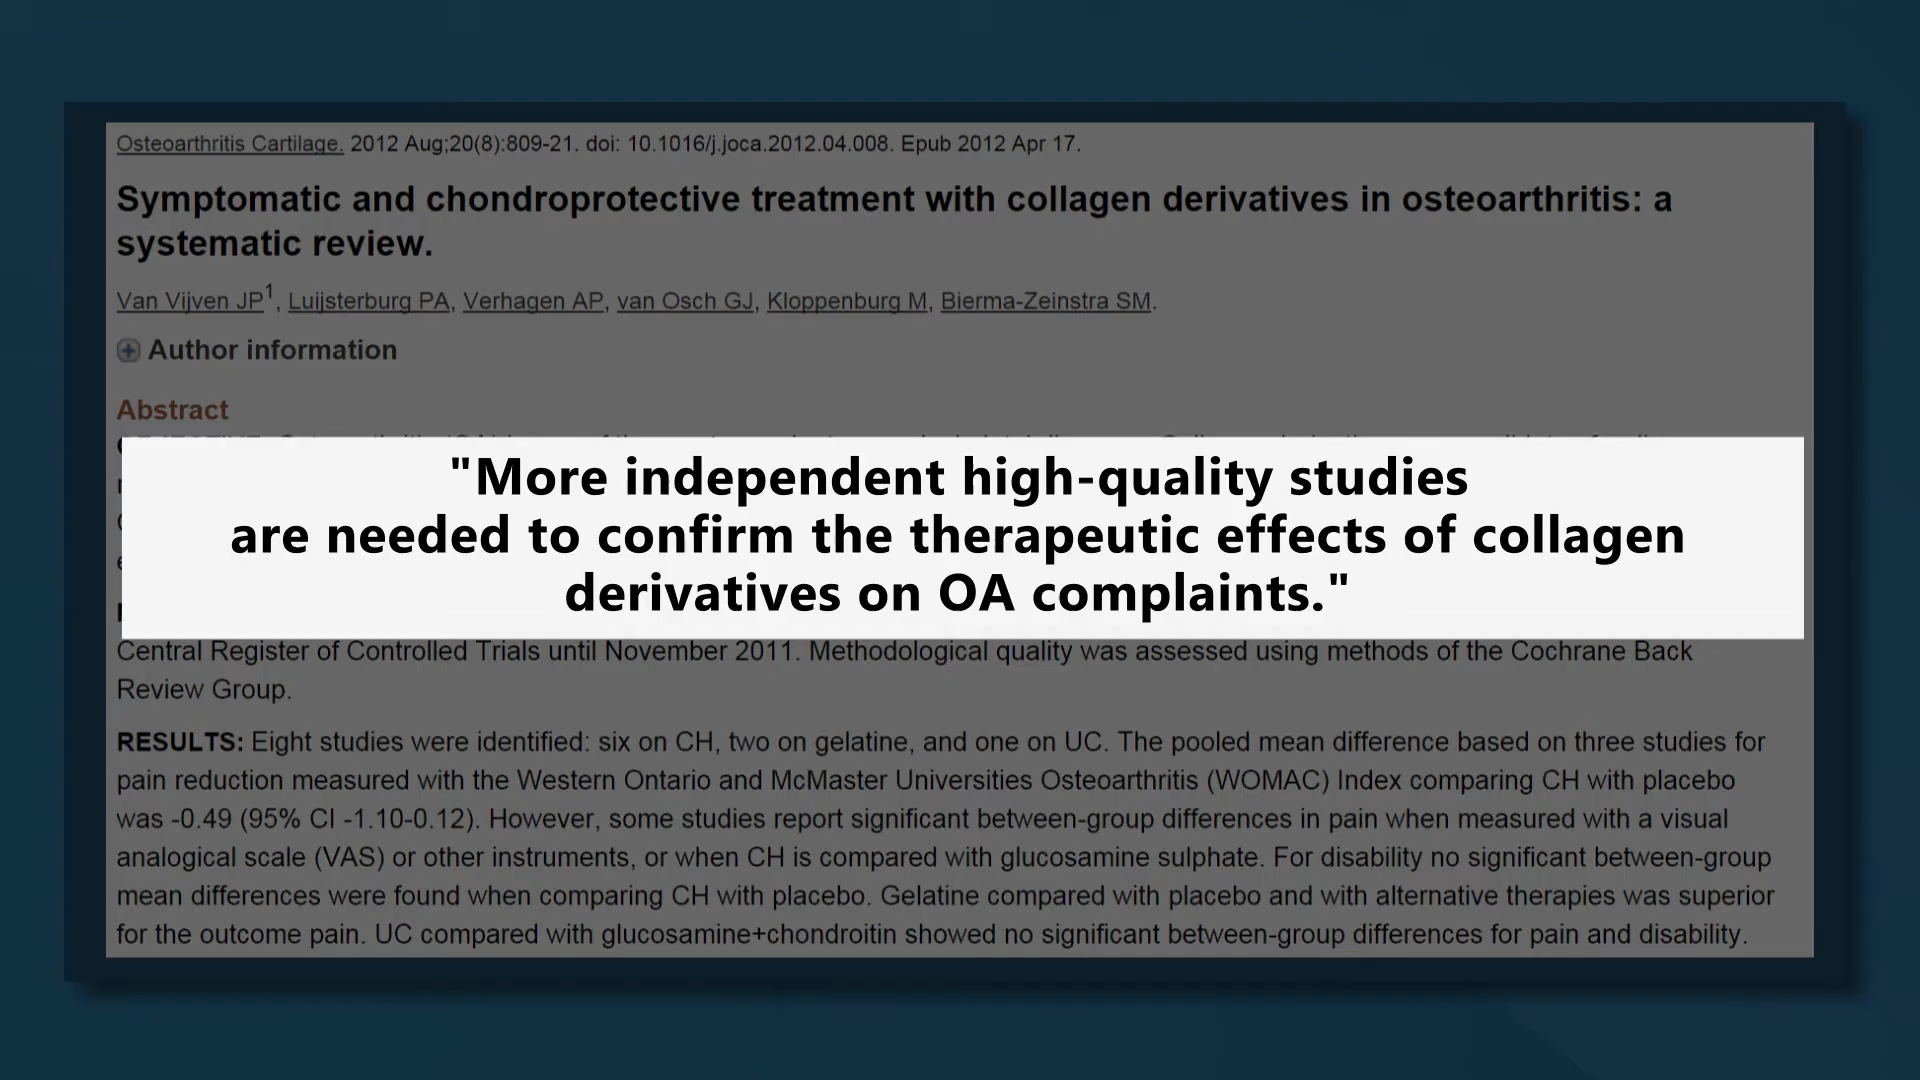 Osteoarthritis Cartilage. 2012 Aug;20(8):809-21. doi: 10.1016/j.joca.2012.04.008. Epub 2012 Apr 17.
Symptomatic and chondroprotective treatment with collagen derivatives in osteoarthritis: a
systematic review.
Van Vijven JP1, Luijsterburg PA, Verhagen AP, van Osch GJ, Kloppenburg M, Bierma-Zeinstra SM.
Author information
Abstract
"More independent high-quality studies
are needed to confirm the therapeutic effects of collagen
derivatives on OA complaints."
Central Register of Controlled Trials until November 2011. Methodological quality was assessed using methods of the Cochrane Back
Review Group.
RESULTS: Eight studies were identified: six on CH, two on gelatine, and one on UC. The pooled mean difference based on three studies for
pain reduction measured with the Western Ontario and McMaster Universities Osteoarthritis (WOMAC) Index comparing CH with placebo
was -0.49 (95% CI -1.10-0.12). However, some studies report significant between-group differences in pain when measured with a visual
analogical scale (VAS) or other instruments, or when CH is compared with glucosamine sulphate. For disability no significant between-group
mean differences were found when comparing CH with placebo. Gelatine compared with placebo and with alternative therapies was superior
for the outcome pain. UC compared with glucosamine+chondroitin showed no significant between-group differences for pain and disability.